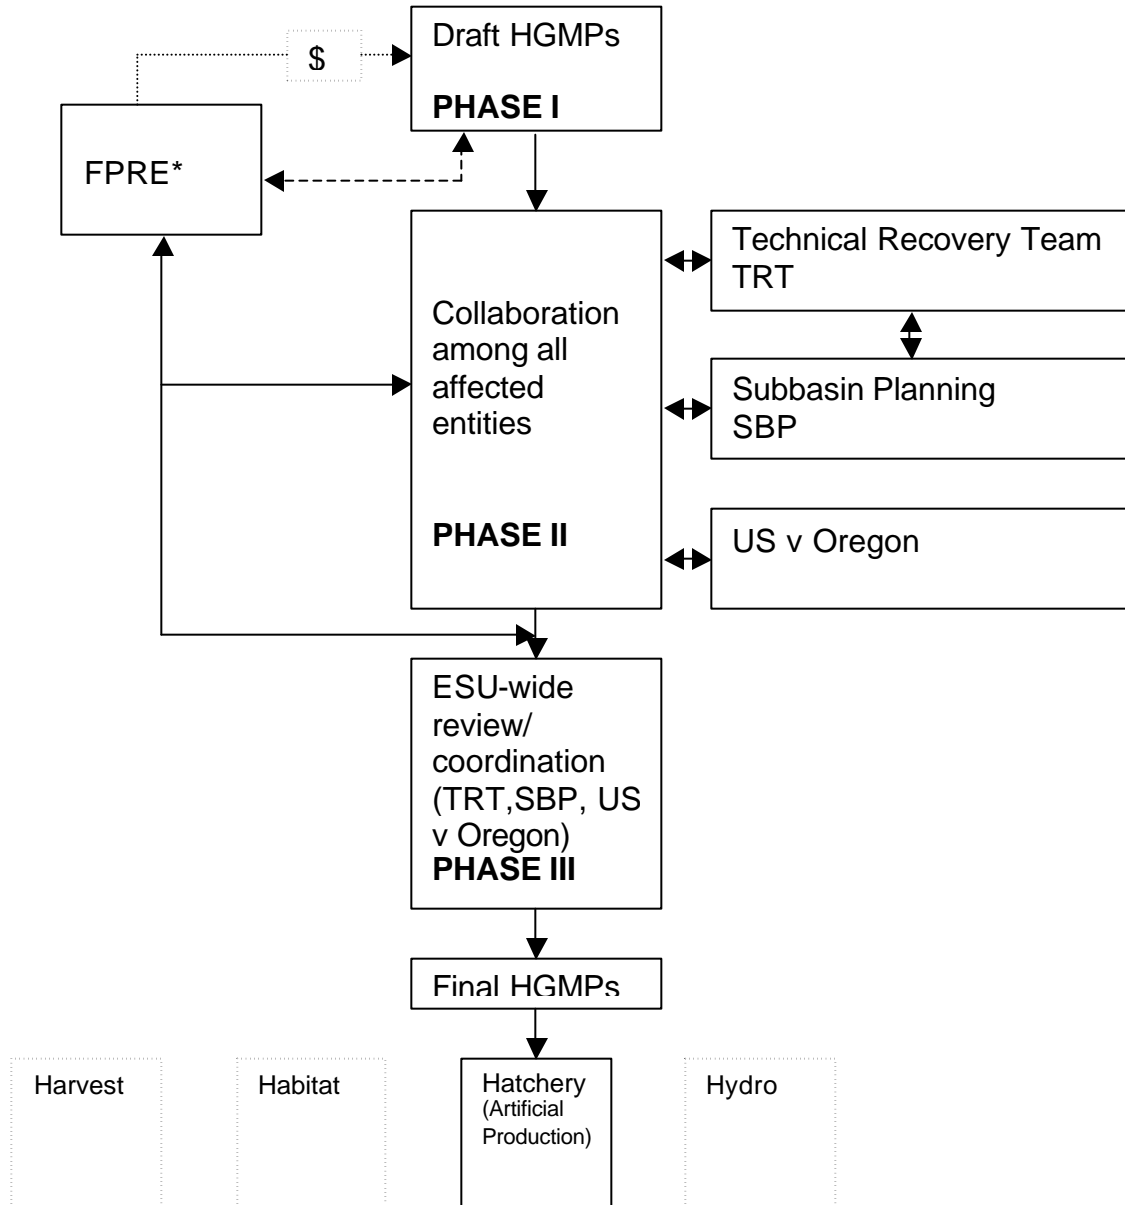 $
Draft HGMPs
PHASE I
FPRE*
Technical Recovery Team
TRT
Collaboration
among all
affected
entities
PHASE II
Subbasin Planning
SBP
US v Oregon
ESU-wide
review/
coordination
(TRT,SBP, US
v Oregon)
PHASE III
Final HGMPs
Harvest
Habitat
Hatchery
(Artificial
Production)
Hydro